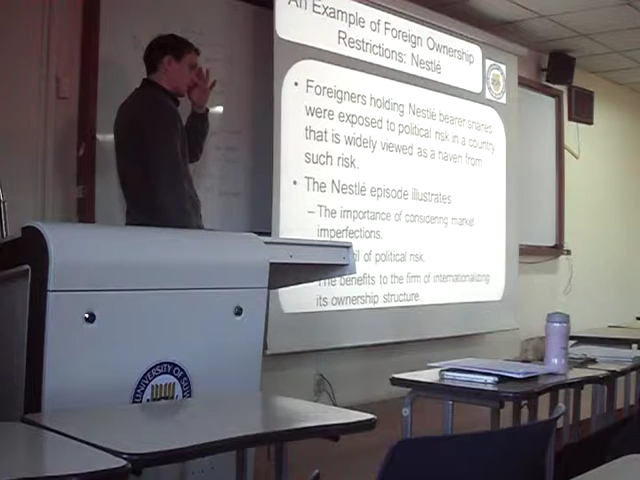 An Example of Foreign Ownership
Restrictions: Nestlé
• Foreigners holding Nestlé bearer shares
were exposed to political risk in a country
that is widely viewed as a haven from
such risk.
• The Nestlé episode illustrates
– The importance of considering market
imperfections.
of political risk.
The benefits to the firm of internationalizing
its ownership structure.
UNIVERSITY OF